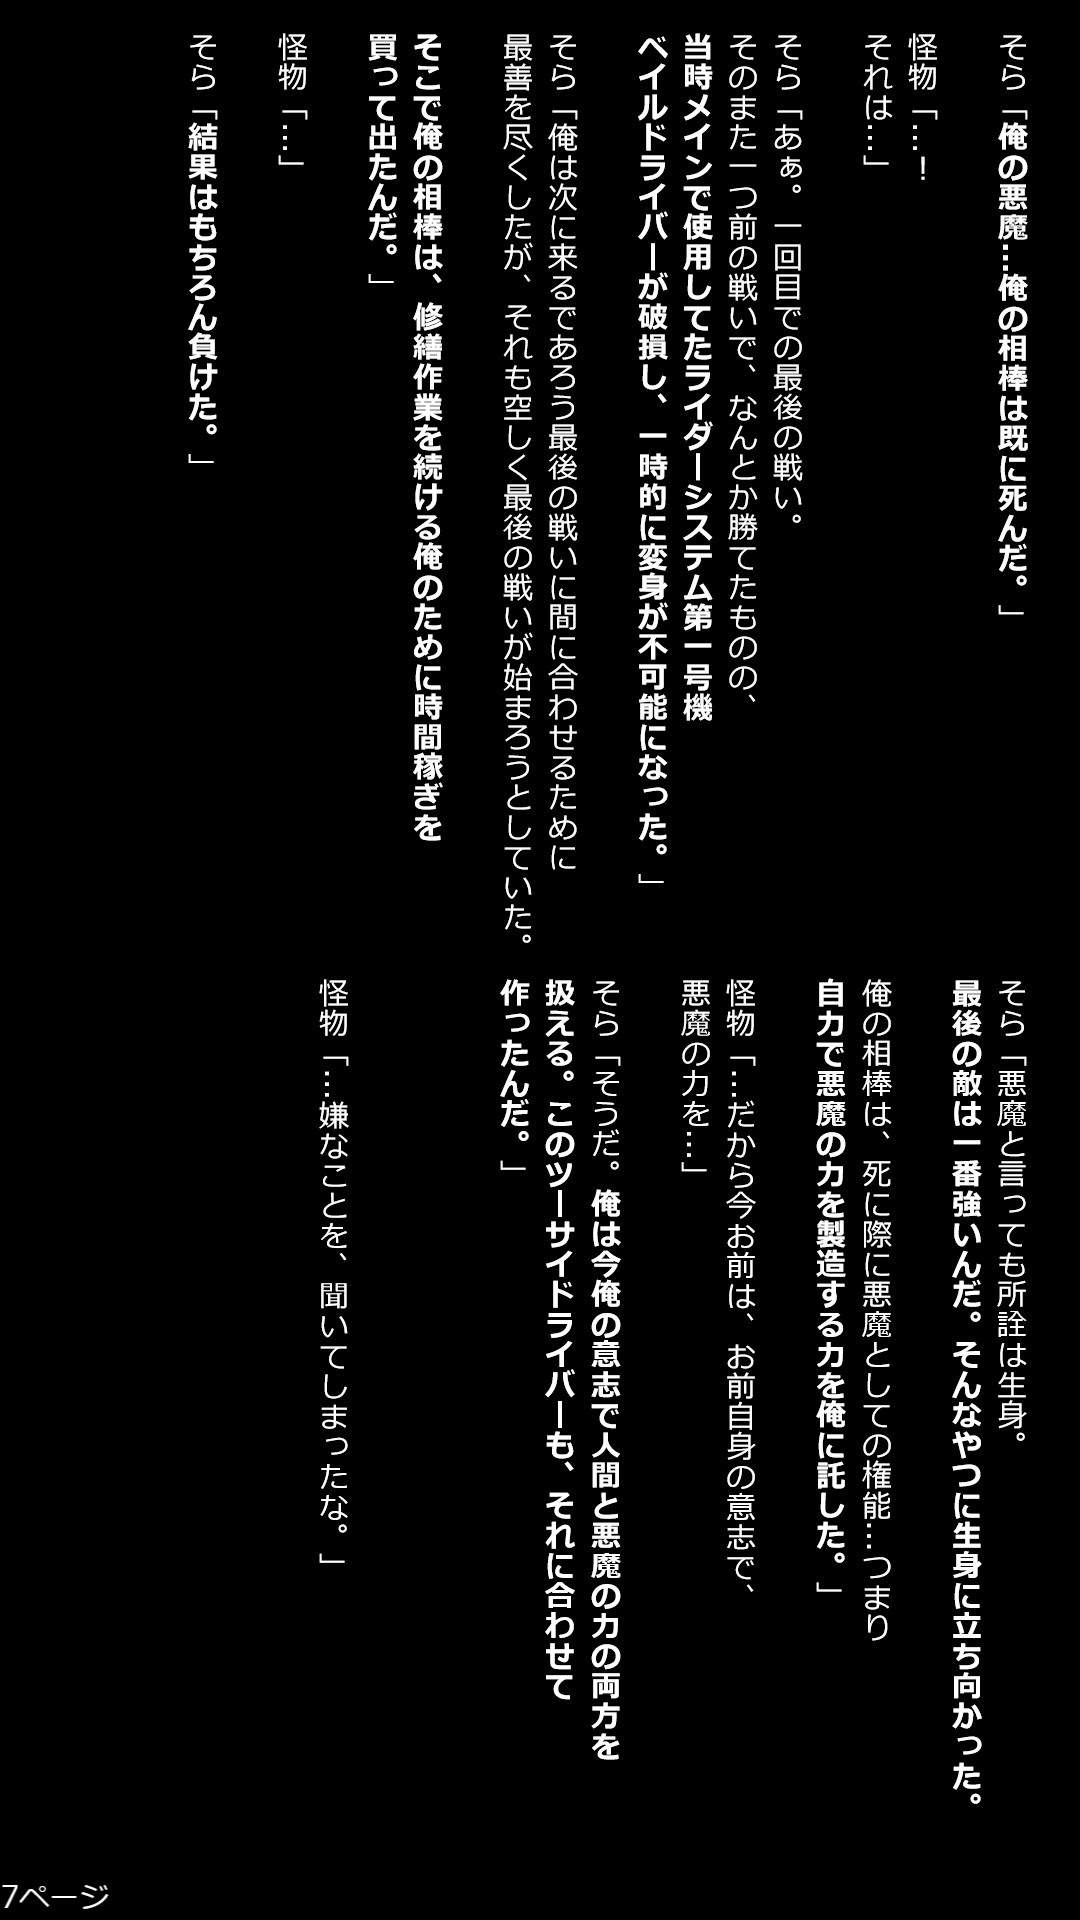 そら「俺の悪魔…俺の相棒は既に死んだ。」
怪物「…！
それは…」
そら「あぁ。一回目での最後の戦い。
そのまた一つ前の戦いで、なんとか勝てたものの、
当時メインで使用してたライダーシステム第一号機
ベイルドライバーが破損し、一時的に変身が不可能になった。」
そら「俺は次に来るであろう最後の戦いに間に合わせるために
最善を尽くしたが、それも空しく最後の戦いが始まろうとしていた。
そこで俺の相棒は、修繕作業を続ける俺のために時間稼ぎを
買って出たんだ。」
怪物「…」
そら「結果はもちろん負けた。」
そら「悪魔と言っても所詮は生身。
最後の敵は一番強いんだ。そんなやつに生身に立ち向かった。
俺の相棒は、死に際に悪魔としての権能…つまり
自力で悪魔の力を製造する力を俺に託した。」
怪物「…だから今お前は、お前自身の意志で、
悪魔の力を…」
そら「そうだ。俺は今俺の意志で人間と悪魔の力の両方を
扱える。このツーサイドライバーも、それに合わせて
作ったんだ。」
怪物「…嫌なことを、聞いてしまったな。」
7ページ